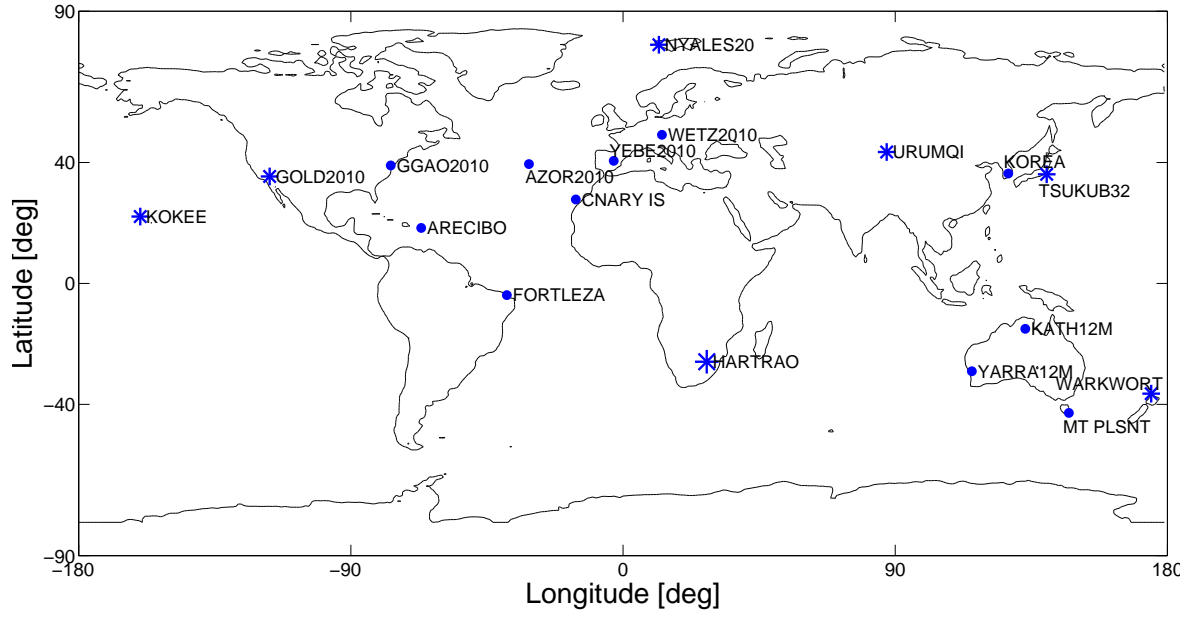 90
NYALES20
WETZ2010
YEBE2010
URUMQI
KOREA
40
GGAO2010
AZOR2010
GOLD2010
TSUKUB32
CNARY IS
KOKEE
ARECIBO
0
FORTLEZA
KATH12M
HARTRAO
YARRA12M
WARKWORT
−40
MT PLSNT
−90
−180
−90
0
90
180
Longitude [deg]
Latitude [deg]